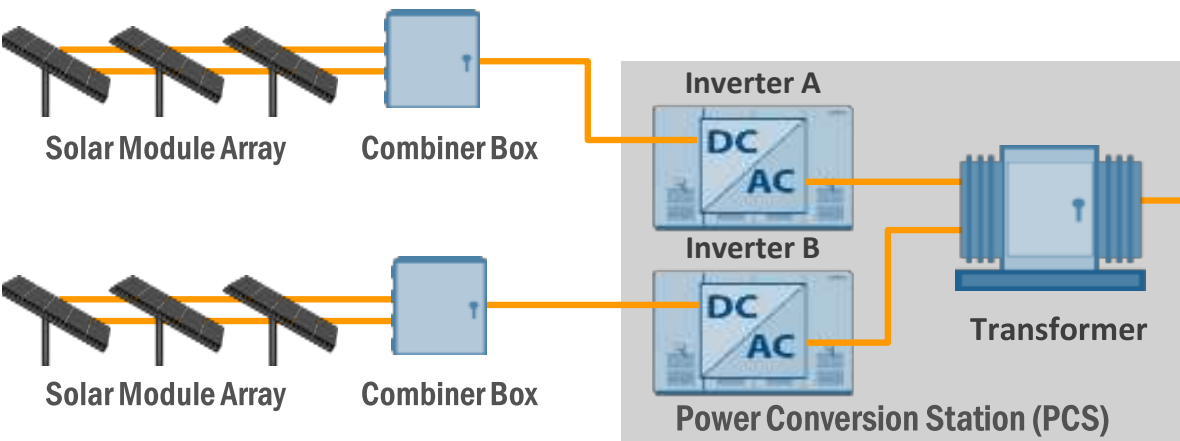 Inverter A
DC
AC
Solar Module Array
Combiner Box
Inverter B
DC
AC
Transformer
Solar Module Array
Combiner Box
Power Conversion Station (PCS)